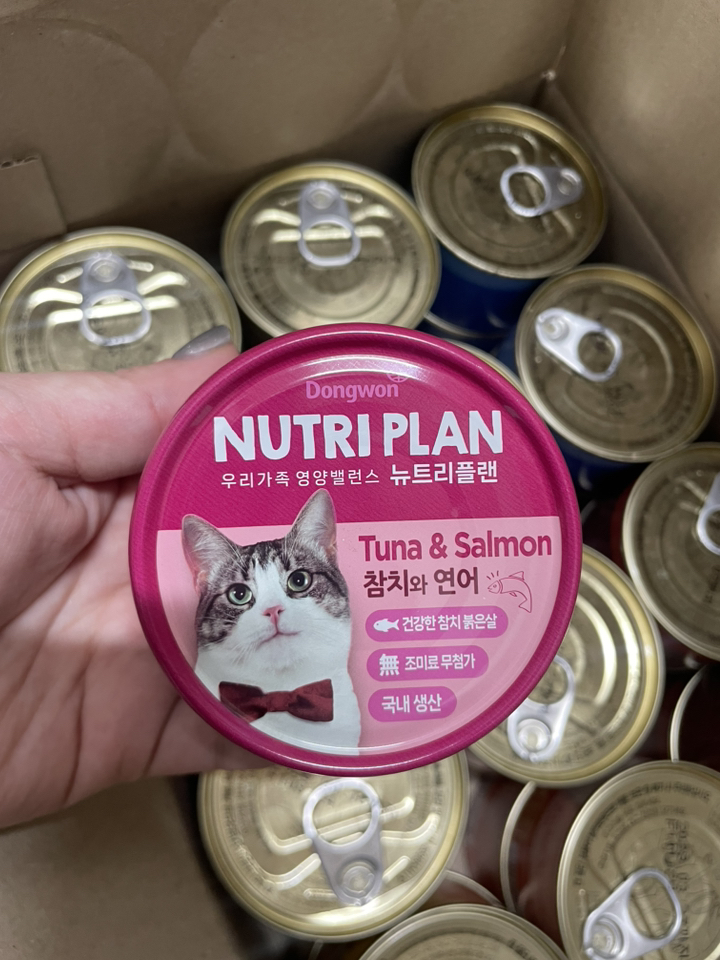 Dongwon
NUTRI PLAN
우리가족 영양밸런스 뉴트리플랜
Tuna & Salmon
참치와 연어
건강한 참치 붉은살
無 조미료 무첨가
국내 생산